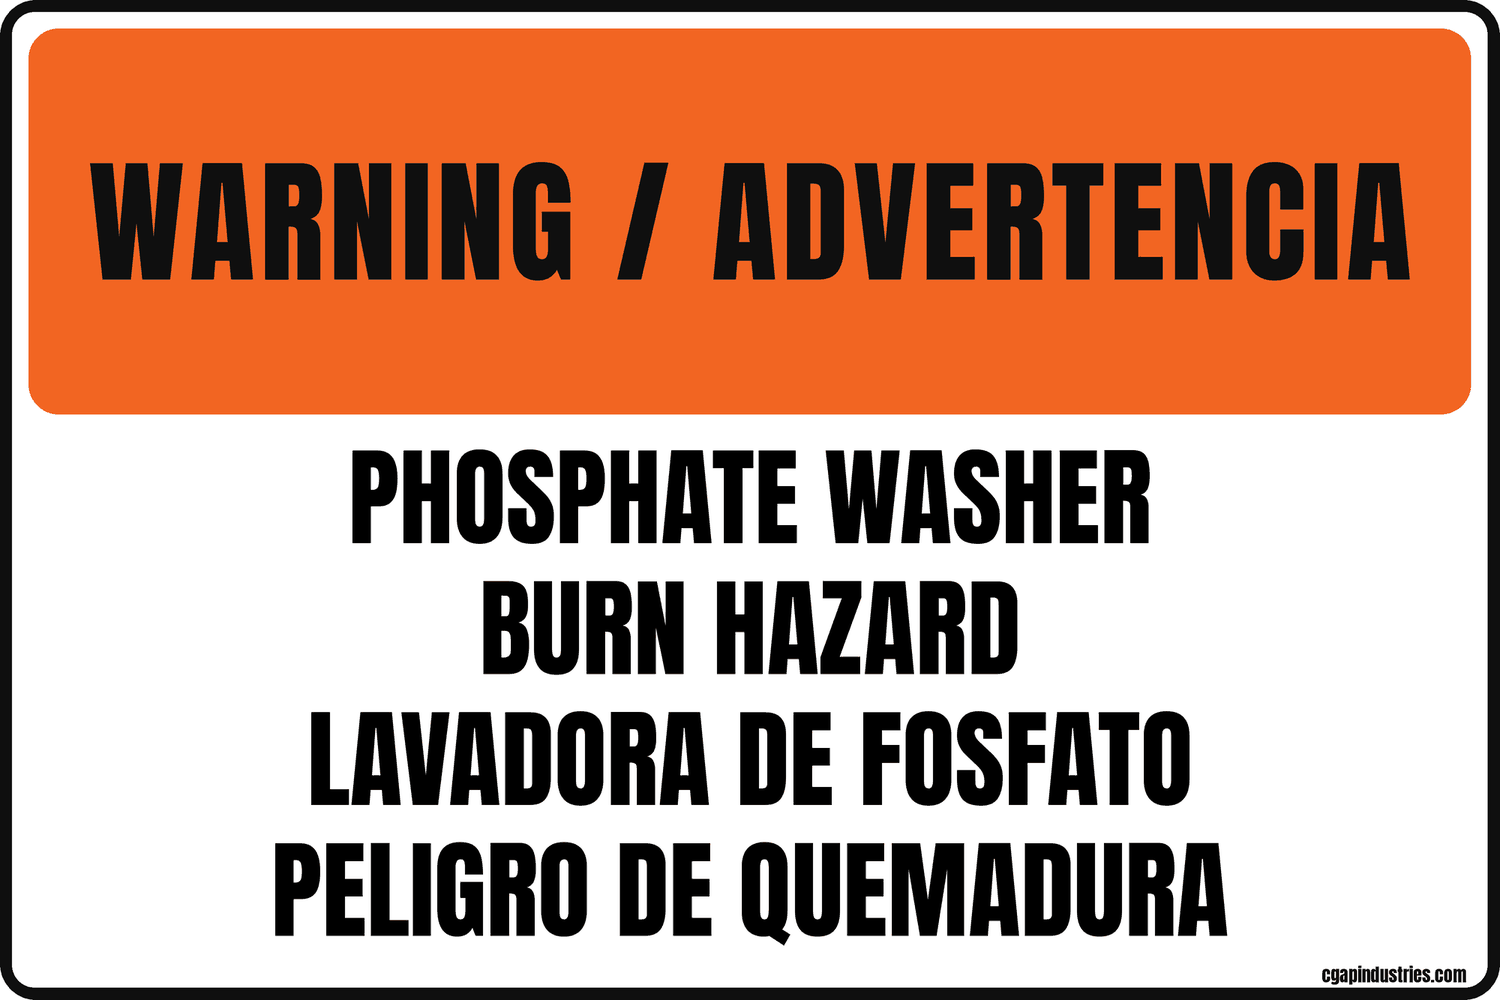 WARNING / ADVERTENCIA
PHOSPHATE WASHER
BURN HAZARD
LAVADORA DE FOSFATO
PELIGRO DE QUEMADURA
cgapindustries.com